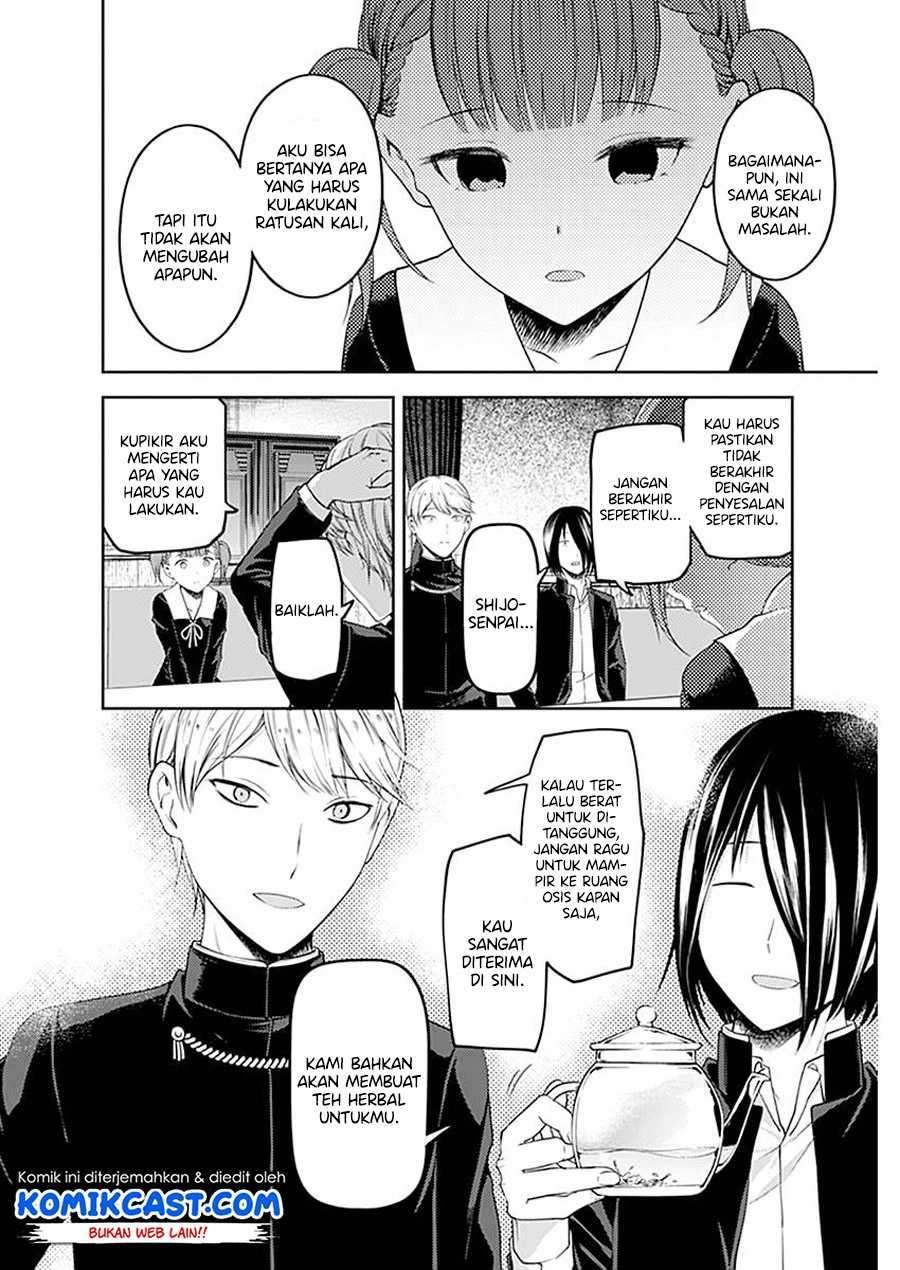 BAGAIMANA-
PUN, INI
SAMA SEKALI
BUKAN
MASALAH.
AKU BISA
BERTANYA APA
YANG HARUS
KULAKUKAN
RATUSAN KALI,
TAPI ITU
TIDAK AKAN
MENGUBAH
APAPUN.
KAU HARUS
PASTIKAN
TIDAK
BERAKHIR
DENGAN
PENYESALAN
SEPERTIKU.
JANGAN
BERAKHIR
SEPERTIKU...
SHIJO-
SENPAI...
KUPIKIR AKU
MENGERTI
APA YANG
HARUS KAU
LAKUKAN.
BAIKLAH.
KALAU TER-
LALU BERAT
UNTUK DI-
TANGGUNG,
JANGAN RAGU
UNTUK MAM-
PIR KE RUANG
OSIS KAPAN
SAJA,
KAU
SANGAT
DITERIMA
DI SINI.
KAMI BAHKAN
AKAN MEMBUAT
TEH HERBAL
UNTUKMU.
Komik ini diterjemahkan & diedit oleh
KOMIKCAST.COM
BUKAN WEB LAIN!!